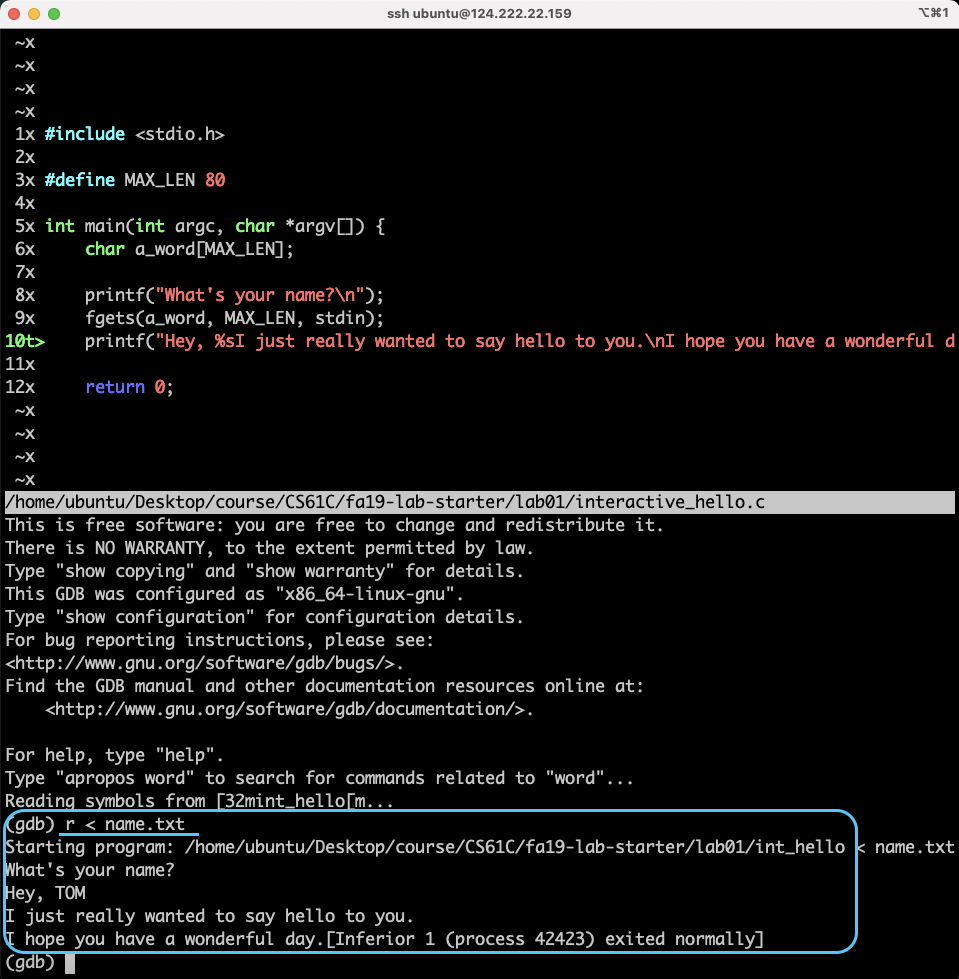 ssh ubuntu@124.222.22.159 ⌥⌘1
~x
~x
~x
~x
1x #include <stdio.h>
2x
3x #define MAX_LEN 80
4x
5x int main(int argc, char *argv[]) {
6x     char a_word[MAX_LEN];
7x
8x     printf("What's your name?\n");
9x     fgets(a_word, MAX_LEN, stdin);
10t>    printf("Hey, %sI just really wanted to say hello to you.\nI hope you have a wonderful d
11x
12x     return 0;
~x
~x
~x
~x
/home/ubuntu/Desktop/course/CS61C/fa19-lab-starter/lab01/interactive_hello.c
This is free software: you are free to change and redistribute it.
There is NO WARRANTY, to the extent permitted by law.
Type "show copying" and "show warranty" for details.
This GDB was configured as "x86_64-linux-gnu".
Type "show configuration" for configuration details.
For bug reporting instructions, please see:
<http://www.gnu.org/software/gdb/bugs/>.
Find the GDB manual and other documentation resources online at:
    <http://www.gnu.org/software/gdb/documentation/>.
For help, type "help".
Type "apropos word" to search for commands related to "word"...
Reading symbols from [32mint_hello[m...
(gdb) r < name.txt
Starting program: /home/ubuntu/Desktop/course/CS61C/fa19-lab-starter/lab01/int_hello < name.txt
What's your name?
Hey, TOM
I just really wanted to say hello to you.
I hope you have a wonderful day.[Inferior 1 (process 42423) exited normally]
(gdb)